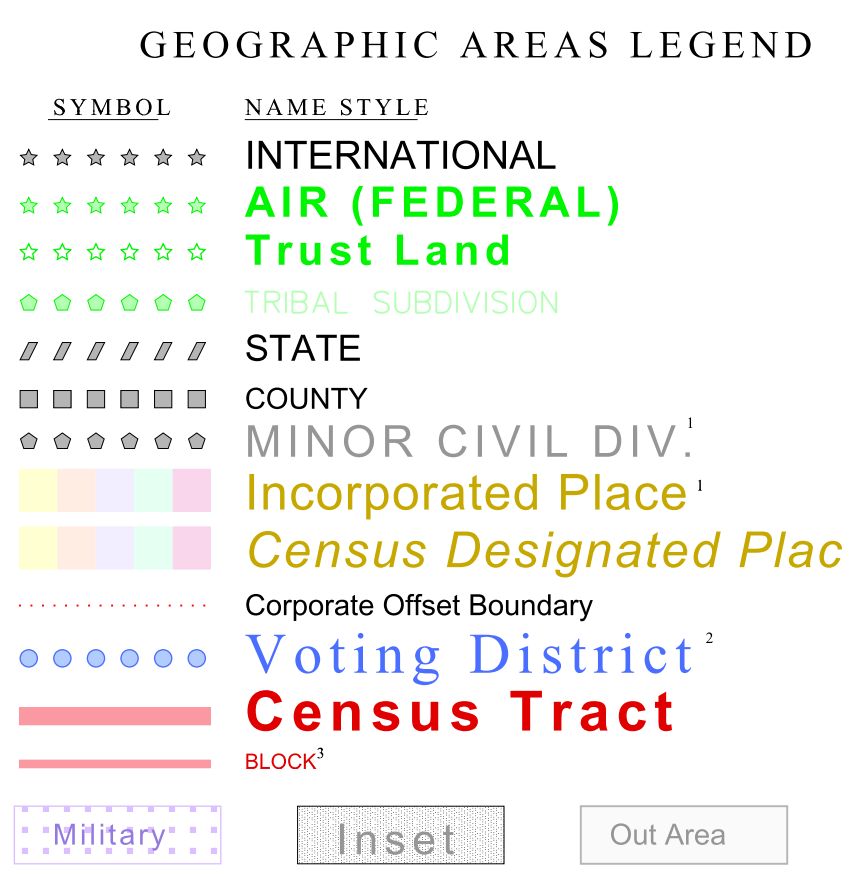 GEOGRAPHIC AREAS LEGEND
SYMBOL NAME STYLE
INTERNATIONAL
AIR (FEDERAL)
Trust Land
TRIBAL SUBDIVISION
STATE
COUNTY
MINOR CIVIL DIV.¹
Incorporated Place ¹
Census Designated Plac
Corporate Offset Boundary
Voting District ²
Census Tract
BLOCK³
Military Inset Out Area